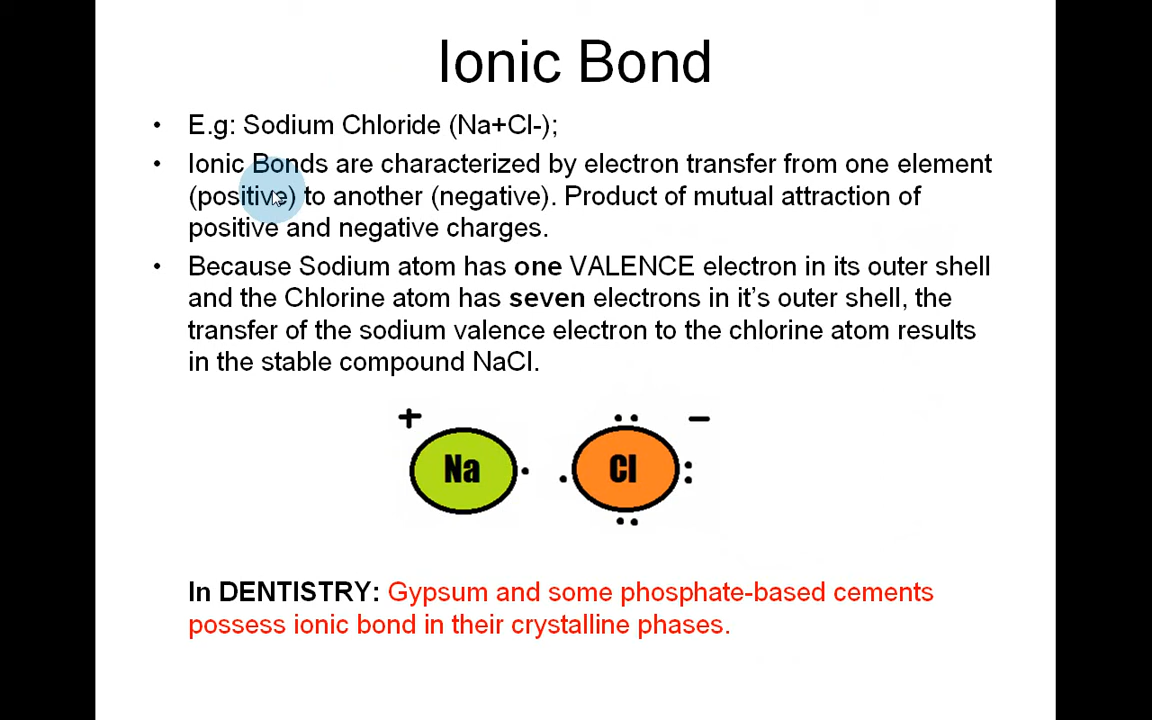 Ionic Bond
• E.g: Sodium Chloride (Na+Cl-);
• Ionic Bonds are characterized by electron transfer from one element
(positive) to another (negative). Product of mutual attraction of
positive and negative charges.
• Because Sodium atom has one VALENCE electron in its outer shell
and the Chlorine atom has seven electrons in it’s outer shell, the
transfer of the sodium valence electron to the chlorine atom results
in the stable compound NaCl.
+ −
Na Cl
In DENTISTRY: Gypsum and some phosphate-based cements
possess ionic bond in their crystalline phases.